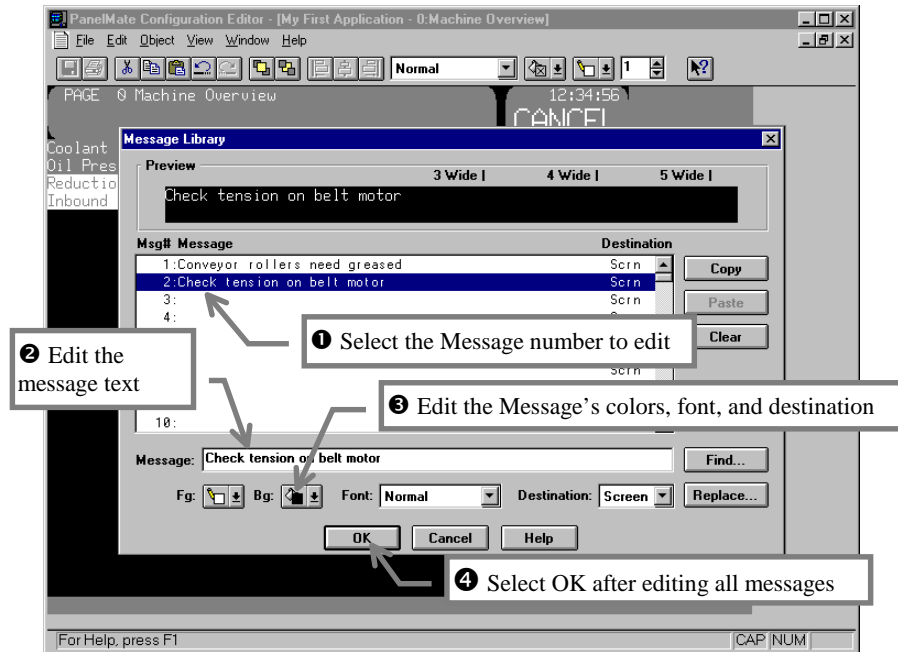 PanelMate Configuration Editor - [My First Application - 0:Machine Overview]
File Edit Object View Window Help
Normal 1
PAGE 0 Machine Overview 12:34:56
CANCEL
Message Library
Coolant
Oil Pres
Reductio
Inbound
Preview
3 Wide | 4 Wide | 5 Wide |
Check tension on belt motor
Msg# Message Destination
1:Conveyor rollers need greased Scrn
2:Check tension on belt motor Scrn
3: Scrn
4:
Copy
Paste
Clear
❶ Select the Message number to edit
❷ Edit the
message text
Scrn
❸ Edit the Message's colors, font, and destination
10:
Message: Check tension on belt motor Find...
Fg: Bg: Font: Normal Destination: Screen Replace...
OK Cancel Help
❹ Select OK after editing all messages
For Help, press F1 CAP NUM